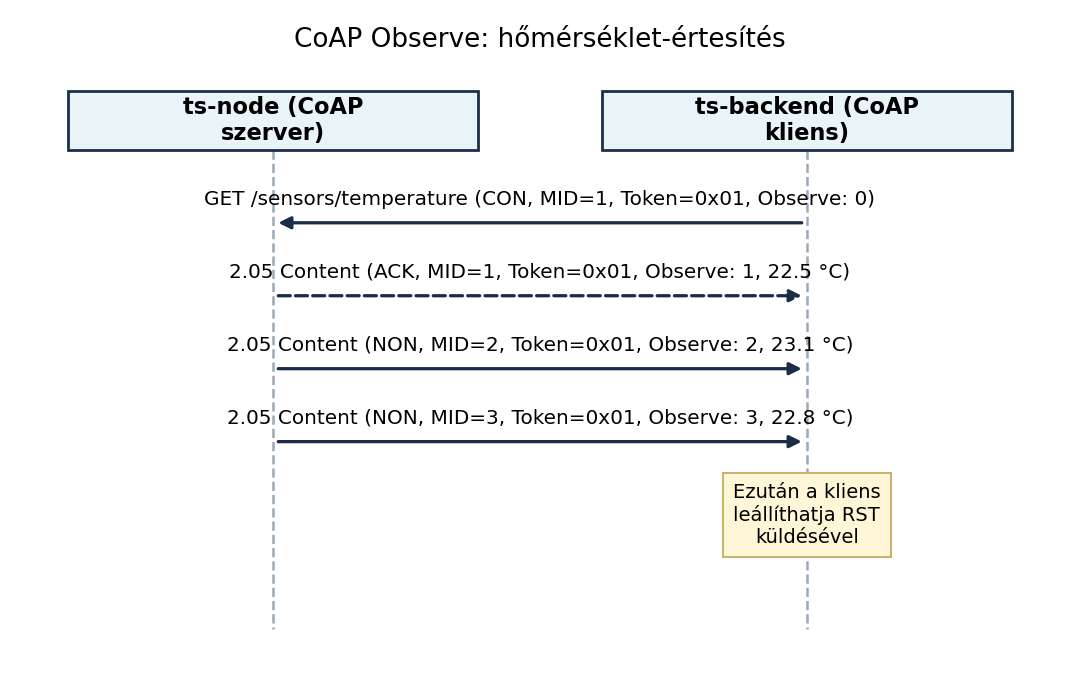 CoAP Observe: hőmérséklet-értesítés
ts-node (CoAP
szerver)
ts-backend (CoAP
kliens)
GET /sensors/temperature (CON, MID=1, Token=0x01, Observe: 0)
2.05 Content (ACK, MID=1, Token=0x01, Observe: 1, 22.5 °C)
2.05 Content (NON, MID=2, Token=0x01, Observe: 2, 23.1 °C)
2.05 Content (NON, MID=3, Token=0x01, Observe: 3, 22.8 °C)
Ezután a kliens
leállíthatja RST
küldésével